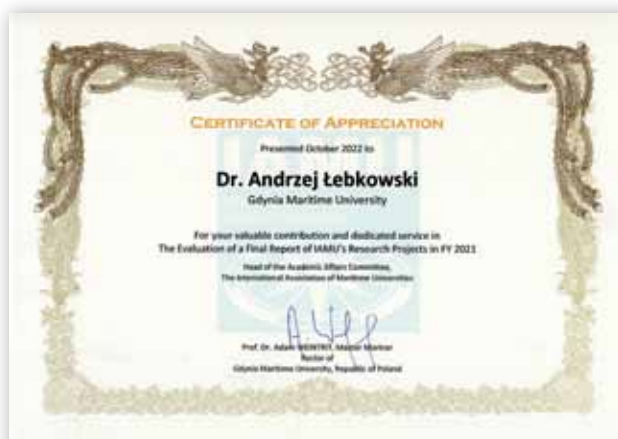 CERTIFICATE OF APPRECIATION
Presented October 2022 to
Dr. Andrzej Łebkowski
Gdynia Maritime University
For your valuable contribution and dedicated service in
The Evaluation of a Final Report of IAMU's Research Projects in FY 2021
Head of the Academic Affairs Committee,
The International Association of Maritime Universities
Prof. Dr. Adam WEINTRIT, Master Mariner
Rector of
Gdynia Maritime University, Republic of Poland